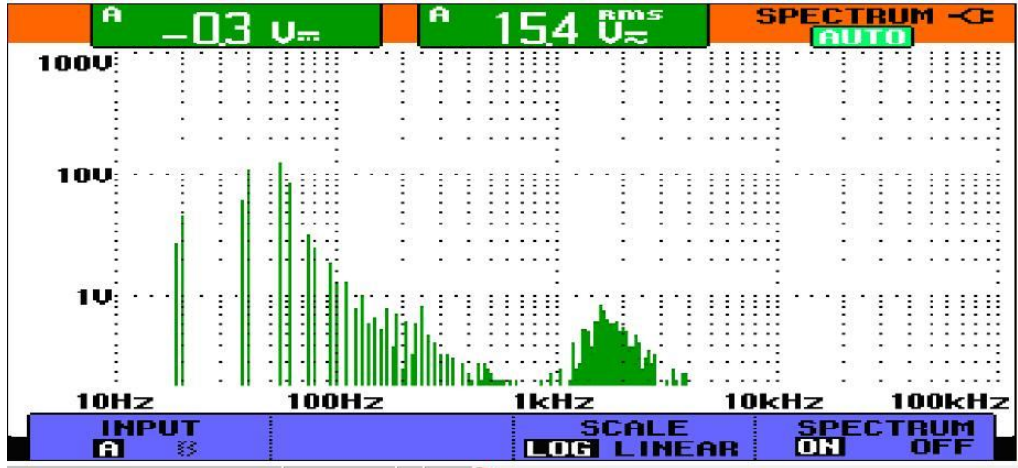 A -0.3 V A 15.4 rms V SPECTRUM
AUTO
100V
10V
1V
10Hz 100Hz 1kHz 10kHz 100kHz
INPUT SCALE SPECTRUM
A LOG LINEAR ON OFF